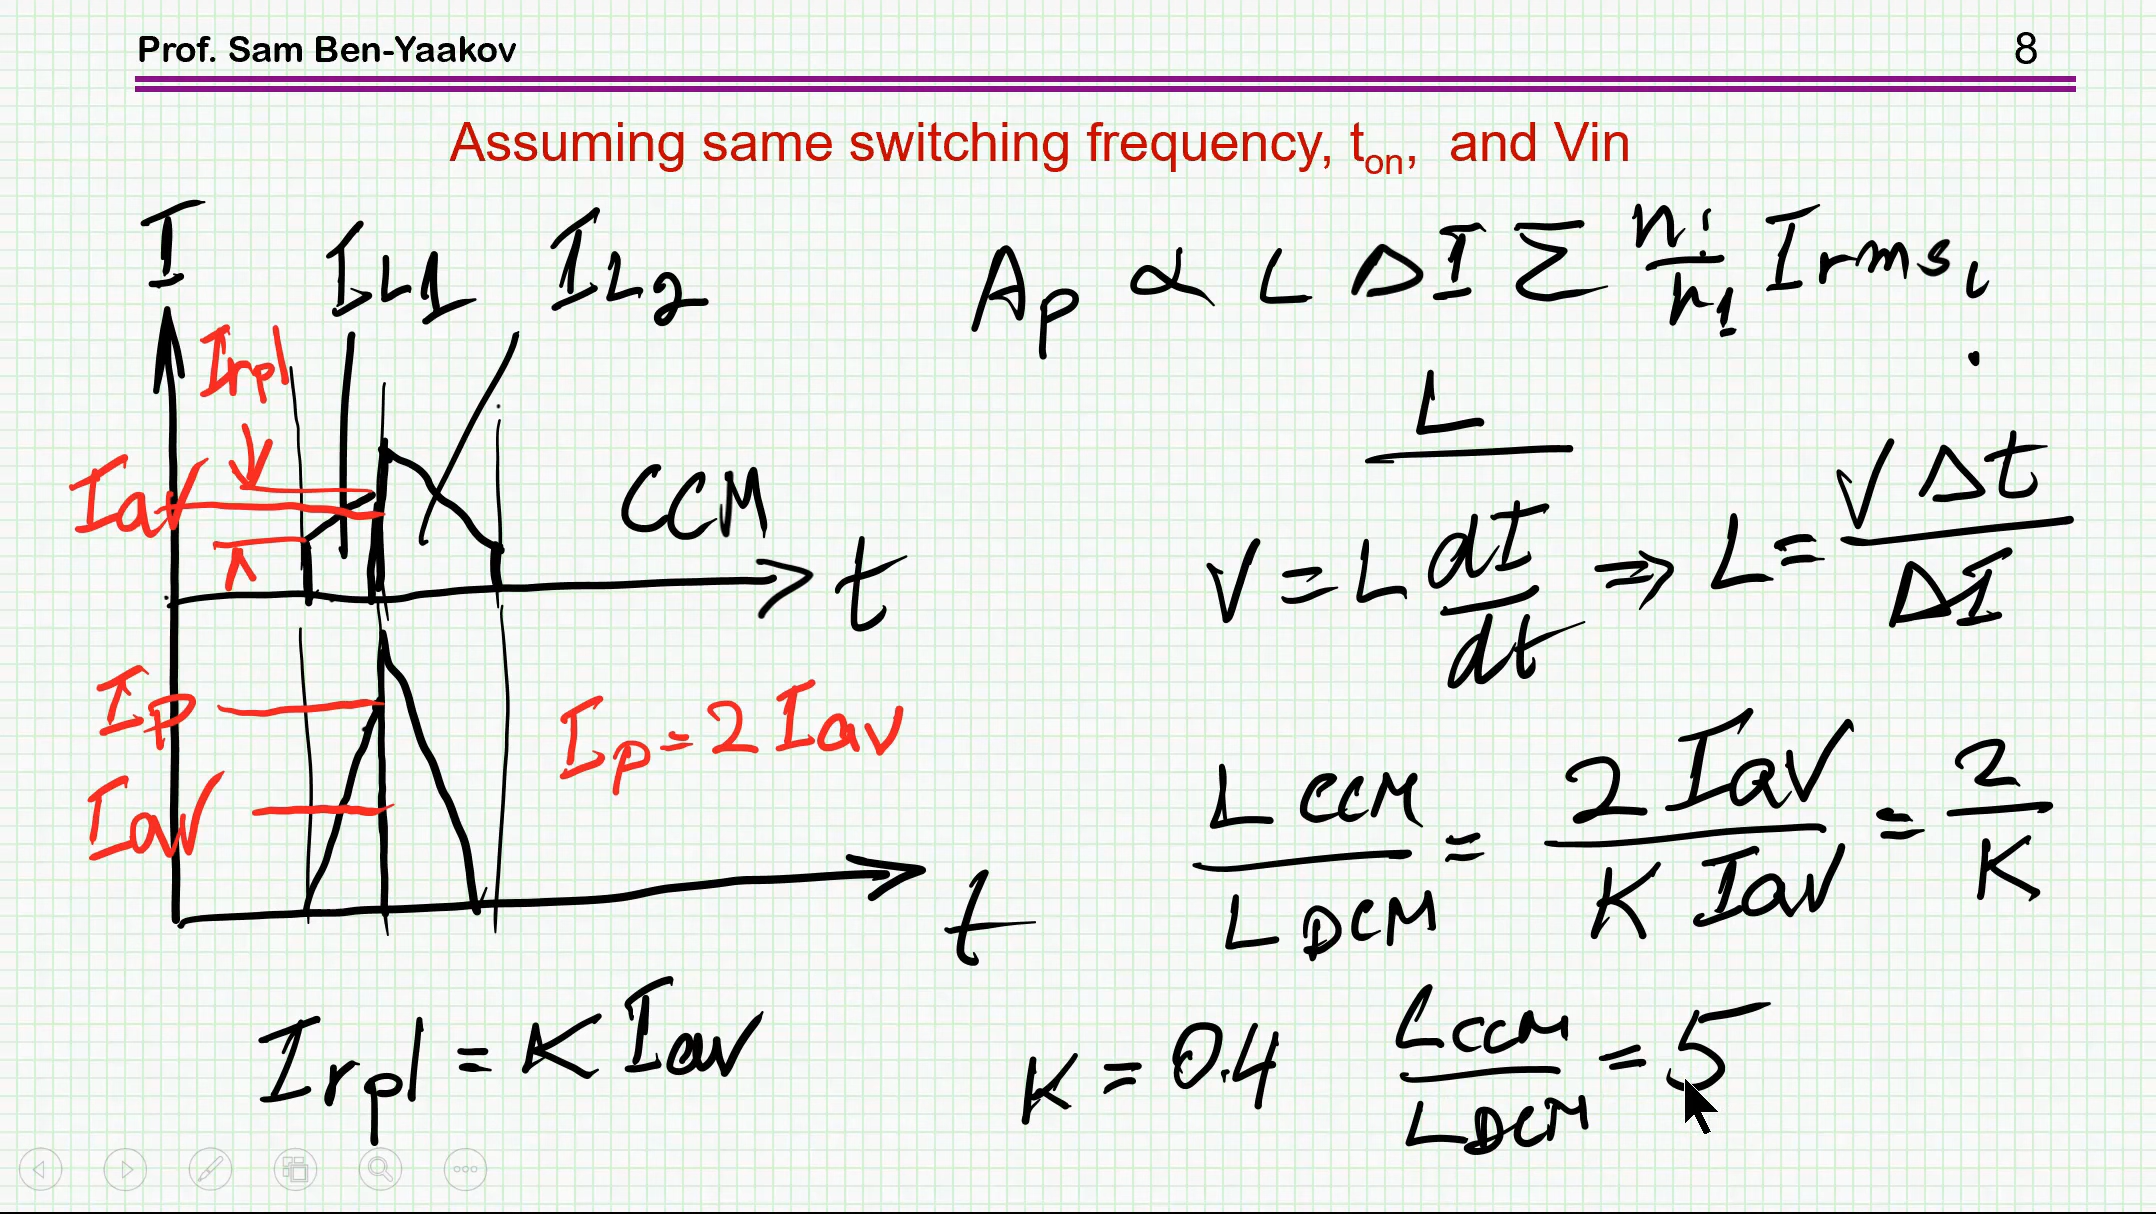 Prof. Sam Ben-Yaakov
8
Assuming same switching frequency, ton, and Vin
I
IL1 IL2
Irpl
Iav
CCM
t
Ip
Iav
Ip = 2 Iav
t
Irpl = K Iav
Ap ∝ L ΔI Σ ni/n1 Irmsi
L
V = L dI/dt ⇒ L = VΔt/ΔI
LCCM/LDCM = 2 Iav/K Iav = 2/K
K = 0.4 LCCM/LDCM = 5